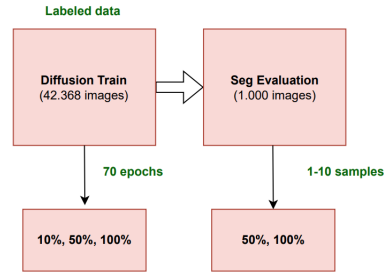 Labeled data
Diffusion Train
(42.368 images)
Seg Evaluation
(1.000 images)
70 epochs
1-10 samples
10%, 50%, 100%
50%, 100%